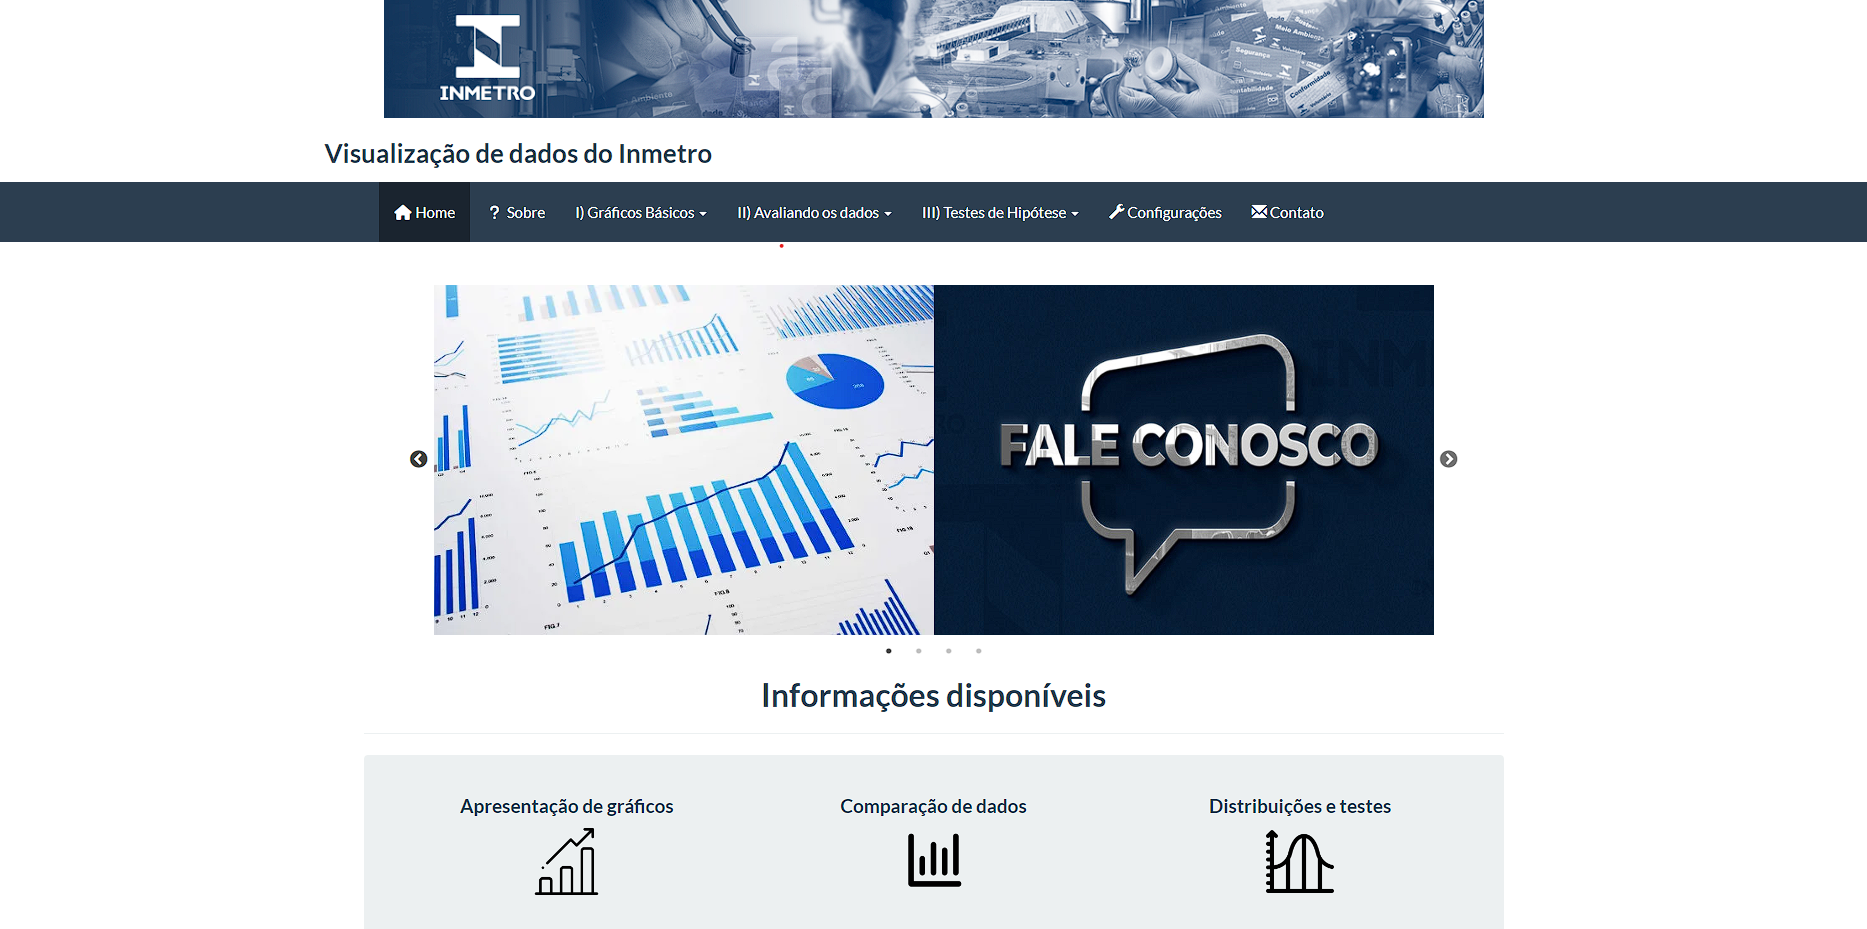 INMETRO
Visualização de dados do Inmetro
Home
? Sobre
I) Gráficos Básicos
II) Avaliando os dados
III) Testes de Hipótese
Configurações
Contato
FALE CONOSCO
Informações disponíveis
Apresentação de gráficos
Comparação de dados
Distribuições e testes